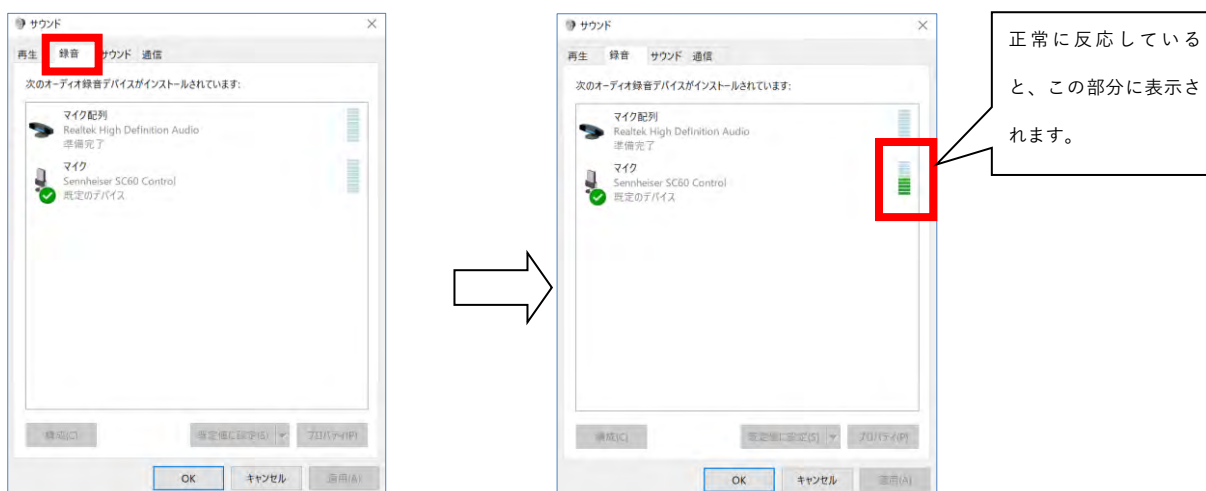 サウンド
再生 録音 サウンド 通信
次のオーディオ録音デバイスがインストールされています:
マイク配列
Realtek High Definition Audio
準備完了
マイク
Sennheiser SC60 Control
既定のデバイス
構成(C) 既定値に設定(S) プロパティ(P)
OK キャンセル 適用(A)
サウンド
再生 録音 サウンド 通信
次のオーディオ録音デバイスがインストールされています:
マイク配列
Realtek High Definition Audio
準備完了
マイク
Sennheiser SC60 Control
既定のデバイス
構成(C) 既定値に設定(S) プロパティ(P)
OK キャンセル 適用(A)
正常に反応している
と、この部分に表示さ
れます。